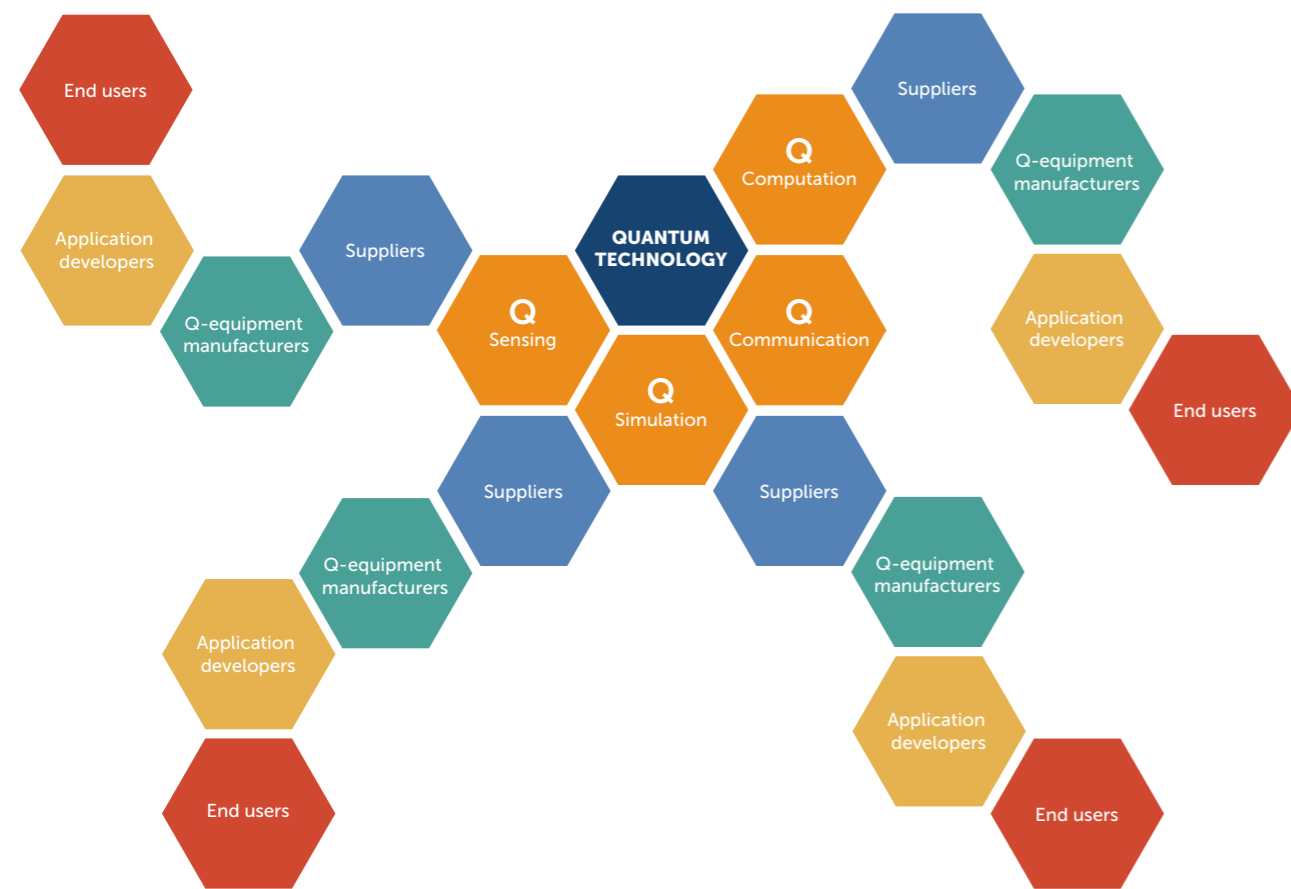 End users
Suppliers
Q
Computation
Q-equipment
manufacturers
Application
developers
Suppliers
QUANTUM
TECHNOLOGY
Q-equipment
manufacturers
Q
Sensing
Q
Communication
Application
developers
Q
Simulation
End users
Suppliers
Suppliers
Q-equipment
manufacturers
Q-equipment
manufacturers
Application
developers
Application
developers
End users
End users